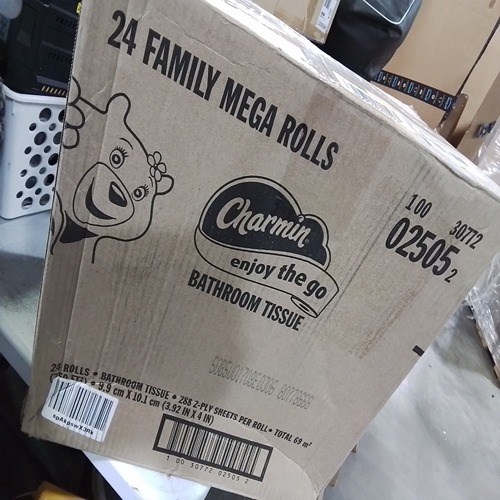 24 FAMILY MEGA ROLLS
100 30772
02505 2
Charmin
enjoy the go
BATHROOM TISSUE
24 ROLLS • BATHROOM TISSUE • 288 2-PLY SHEETS PER ROLL • TOTAL 69 m²
9.9 cm X 10.1 cm (3.92 IN X 4 IN)
1 00 30772 02505 2